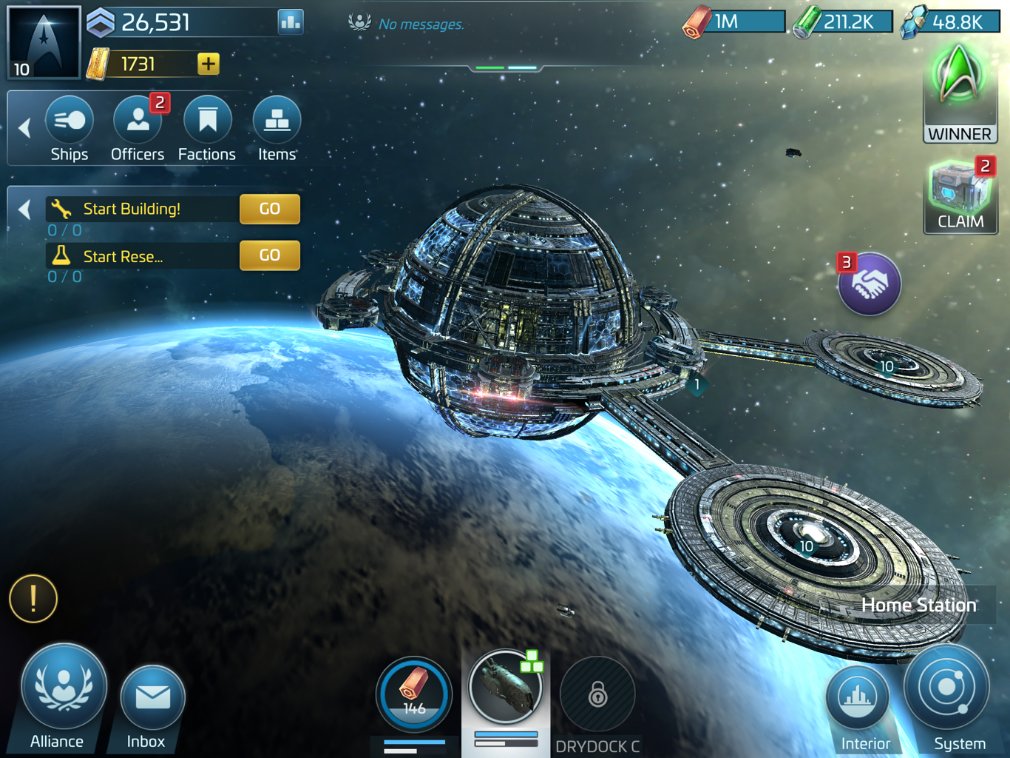 26,531
No messages.
1M
211.2K
48.8K
10
1731
+
WINNER
Ships
2
Officers
Factions
Items
2
CLAIM
Start Building!
GO
0 / 0
Start Rese...
GO
0 / 0
3
10
1
10
!
Home Station
146
Alliance
Inbox
DRYDOCK C
Interior
System